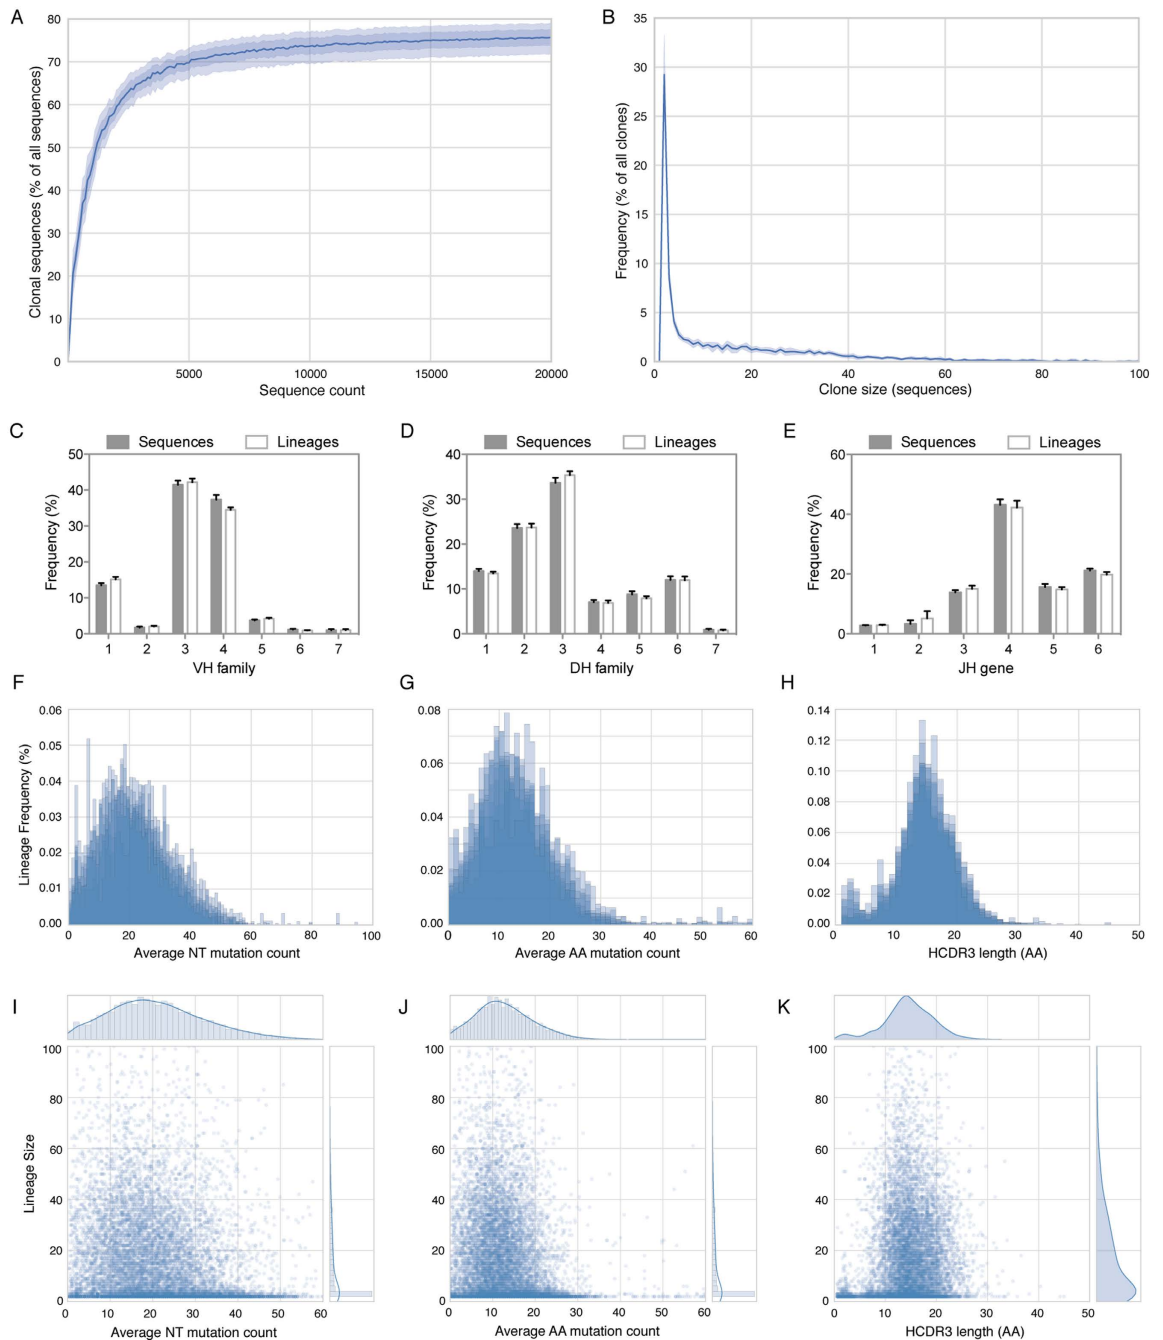 A
80
70
60
50
40
30
20
10
0
Clonal sequences (% of all sequences)
5000 10000 15000 20000
Sequence count
B
35
30
25
20
15
10
5
0
Frequency (% of all clones)
0 20 40 60 80 100
Clone size (sequences)
C
Sequences Lineages
50
40
30
20
10
0
Frequency (%)
1 2 3 4 5 6 7
VH family
D
Sequences Lineages
40
30
20
10
0
Frequency (%)
1 2 3 4 5 6 7
DH family
E
Sequences Lineages
60
40
20
0
Frequency (%)
1 2 3 4 5 6
JH gene
F
0.06
0.05
0.04
0.03
0.02
0.01
0.00
Lineage Frequency (%)
0 20 40 60 80 100
Average NT mutation count
G
0.08
0.06
0.04
0.02
0.00
0 10 20 30 40 50 60
Average AA mutation count
H
0.14
0.12
0.10
0.08
0.06
0.04
0.02
0.00
0 10 20 30 40 50
HCDR3 length (AA)
I
100
80
60
40
20
0
Lineage Size
0 10 20 30 40 50 60
Average NT mutation count
J
100
80
60
40
20
0
0 10 20 30 40 50 60
Average AA mutation count
K
100
80
60
40
20
0
0 10 20 30 40 50
HCDR3 length (AA)